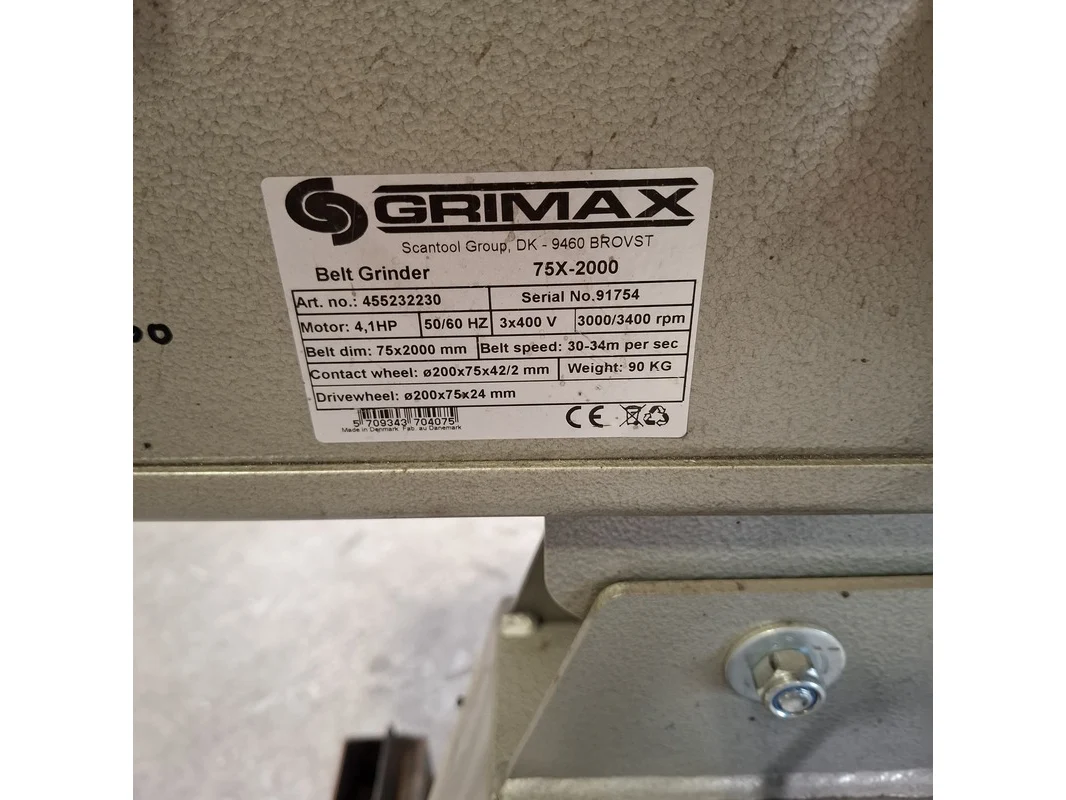 GRIMAX
Scantool Group, DK - 9460 BROVST
Belt Grinder 75X-2000
Art. no.: 455232230 Serial No.91754
Motor: 4,1HP 50/60 HZ 3x400 V 3000/3400 rpm
Belt dim: 75x2000 mm Belt speed: 30-34m per sec
Contact wheel: ø200x75x42/2 mm Weight: 90 KG
Drivewheel: ø200x75x24 mm
5 709343 704075
Made in Denmark Fab. au Danemark
CE